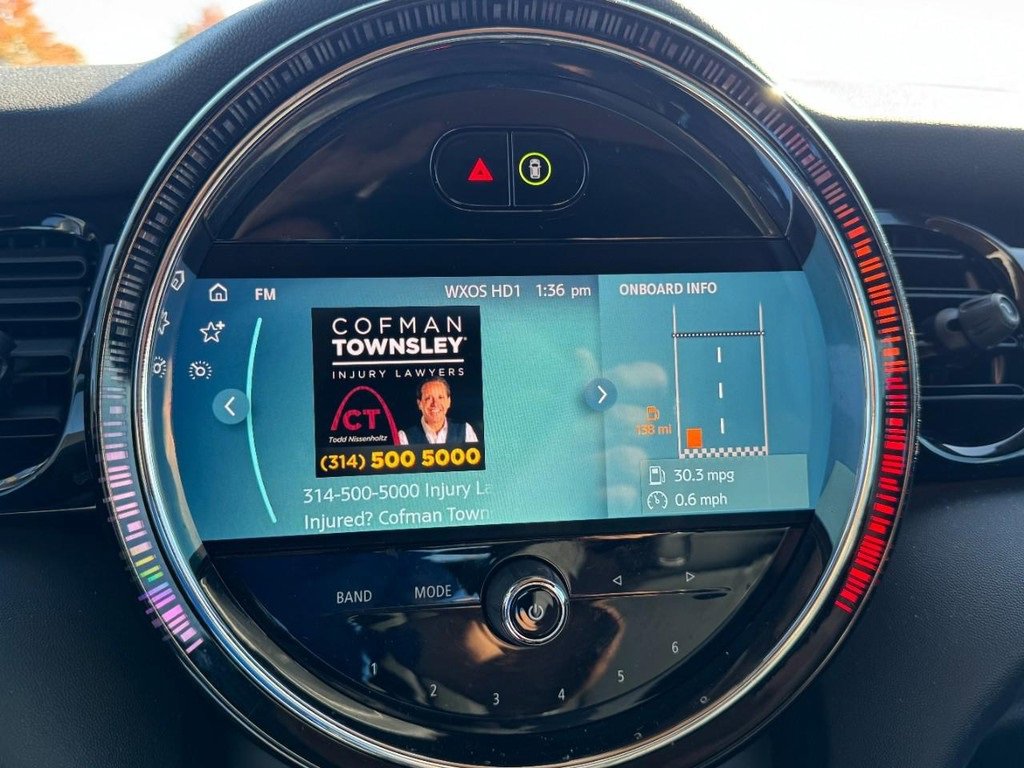 FM
WXOS HD1 1:36 pm
ONBOARD INFO
COFMAN
TOWNSLEY
INJURY LAWYERS
CT
Todd Nissenholtz
(314) 500 5000
314-500-5000 Injury La
Injured? Cofman Town
138 mi
30.3 mpg
0.6 mph
BAND MODE
1 2 3 4 5 6